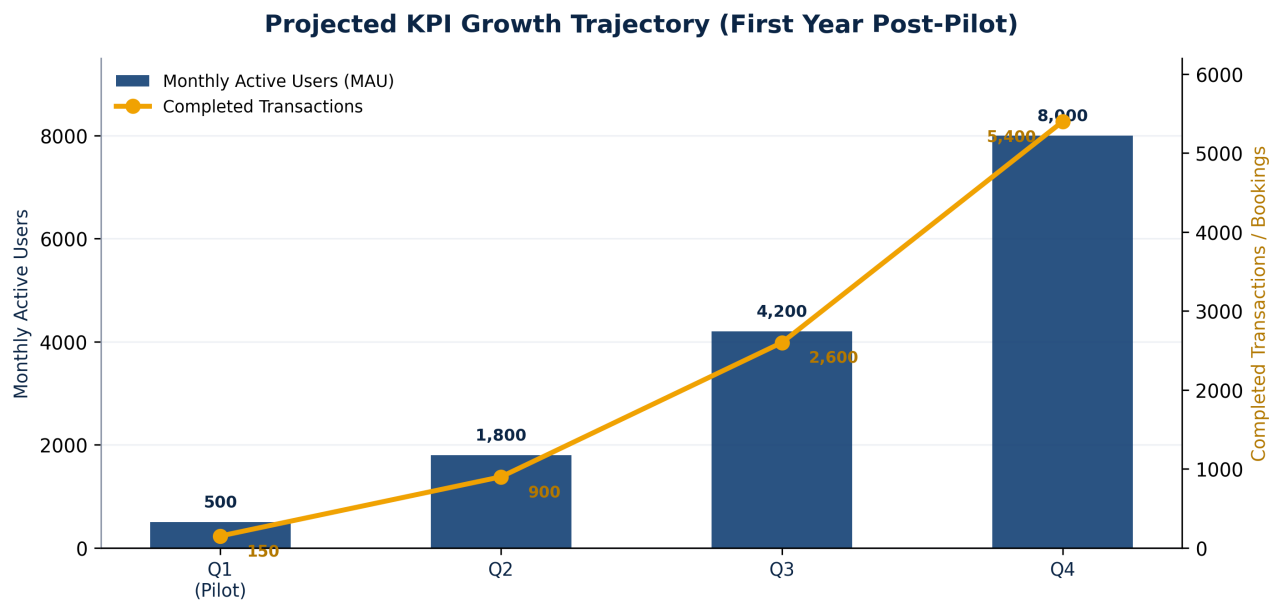 Projected KPI Growth Trajectory (First Year Post-Pilot)
Monthly Active Users (MAU)
Completed Transactions
Monthly Active Users
8000
6000
4000
2000
0
500
1,800
4,200
8,000
150
900
2,600
5,400
6000
5000
4000
3000
2000
1000
0
Completed Transactions / Bookings
Q1
(Pilot)
Q2
Q3
Q4